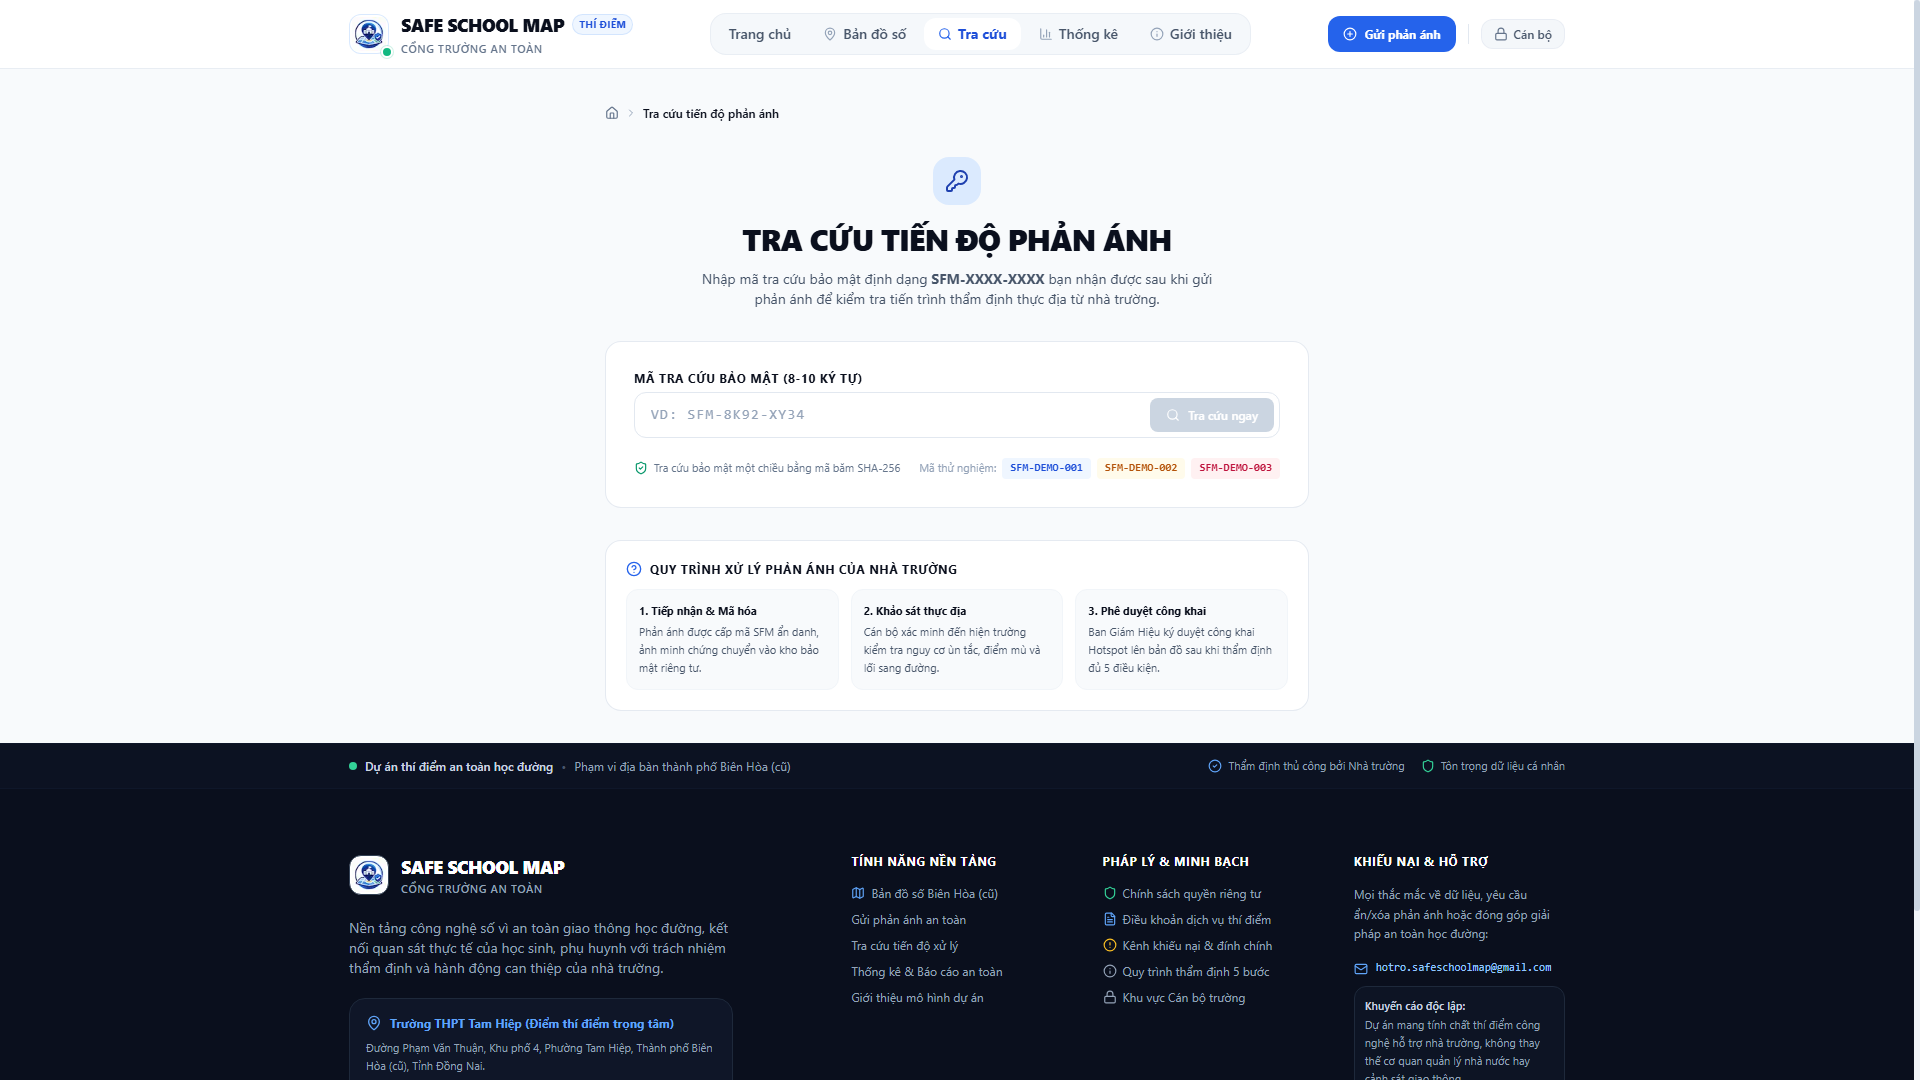 SAFE SCHOOL MAP THÍ ĐIỂM
CỔNG TRƯỜNG AN TOÀN
Trang chủ Bản đồ số Tra cứu Thống kê Giới thiệu
Gửi phản ánh Cán bộ
Tra cứu tiến độ phản ánh
TRA CỨU TIẾN ĐỘ PHẢN ÁNH
Nhập mã tra cứu bảo mật định dạng SFM-XXXX-XXXX bạn nhận được sau khi gửi
phản ánh để kiểm tra tiến trình thẩm định thực địa từ nhà trường.
MÃ TRA CỨU BẢO MẬT (8-10 KÝ TỰ)
VD: SFM-8K92-XY34
Tra cứu ngay
Tra cứu bảo mật một chiều bằng mã băm SHA-256 Mã thử nghiệm: SFM-DEMO-001 SFM-DEMO-002 SFM-DEMO-003
QUY TRÌNH XỬ LÝ PHẢN ÁNH CỦA NHÀ TRƯỜNG
1. Tiếp nhận & Mã hóa
Phản ánh được cấp mã SFM ẩn danh,
ảnh minh chứng chuyển vào kho bảo
mật riêng tư.
2. Khảo sát thực địa
Cán bộ xác minh đến hiện trường
kiểm tra nguy cơ ùn tắc, điểm mù và
lối sang đường.
3. Phê duyệt công khai
Ban Giám Hiệu ký duyệt công khai
Hotspot lên bản đồ sau khi thẩm định
đủ 5 điều kiện.
Dự án thí điểm an toàn học đường • Phạm vi địa bàn thành phố Biên Hòa (cũ)
Thẩm định thủ công bởi Nhà trường Tôn trọng dữ liệu cá nhân
SAFE SCHOOL MAP
CỔNG TRƯỜNG AN TOÀN
Nền tảng công nghệ số vì an toàn giao thông học đường, kết
nối quan sát thực tế của học sinh, phụ huynh với trách nhiệm
thẩm định và hành động can thiệp của nhà trường.
Trường THPT Tam Hiệp (Điểm thí điểm trọng tâm)
Đường Phạm Văn Thuận, Khu phố 4, Phường Tam Hiệp, Thành phố Biên
Hòa (cũ), Tỉnh Đồng Nai.
TÍNH NĂNG NỀN TẢNG
Bản đồ số Biên Hòa (cũ)
Gửi phản ánh an toàn
Tra cứu tiến độ xử lý
Thống kê & Báo cáo an toàn
Giới thiệu mô hình dự án
PHÁP LÝ & MINH BẠCH
Chính sách quyền riêng tư
Điều khoản dịch vụ thí điểm
Kênh khiếu nại & đính chính
Quy trình thẩm định 5 bước
Khu vực Cán bộ trường
KHIẾU NẠI & HỖ TRỢ
Mọi thắc mắc về dữ liệu, yêu cầu
ẩn/xóa phản ánh hoặc đóng góp giải
pháp an toàn học đường:
hotro.safeschoolmap@gmail.com
Khuyến cáo độc lập:
Dự án mang tính chất thí điểm công
nghệ hỗ trợ nhà trường, không thay
thế cơ quan quản lý nhà nước hay
cảnh sát giao thông.